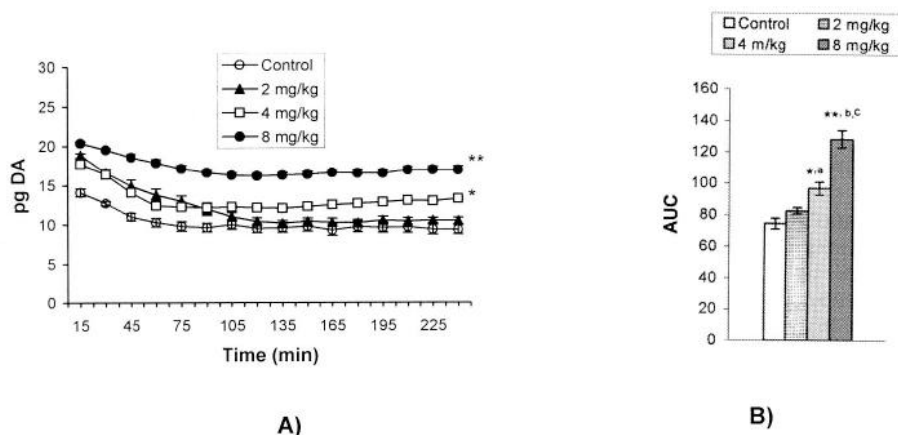 Control
2 mg/kg
4 mg/kg
8 mg/kg
30
25
20
15
10
5
0
pg DA
**
*
15 45 75 105 135 165 195 225
Time (min)
A)
Control 2 mg/kg
4 m/kg 8 mg/kg
160
140
120
100
80
60
40
20
0
AUC
*,a
**, b,c
B)